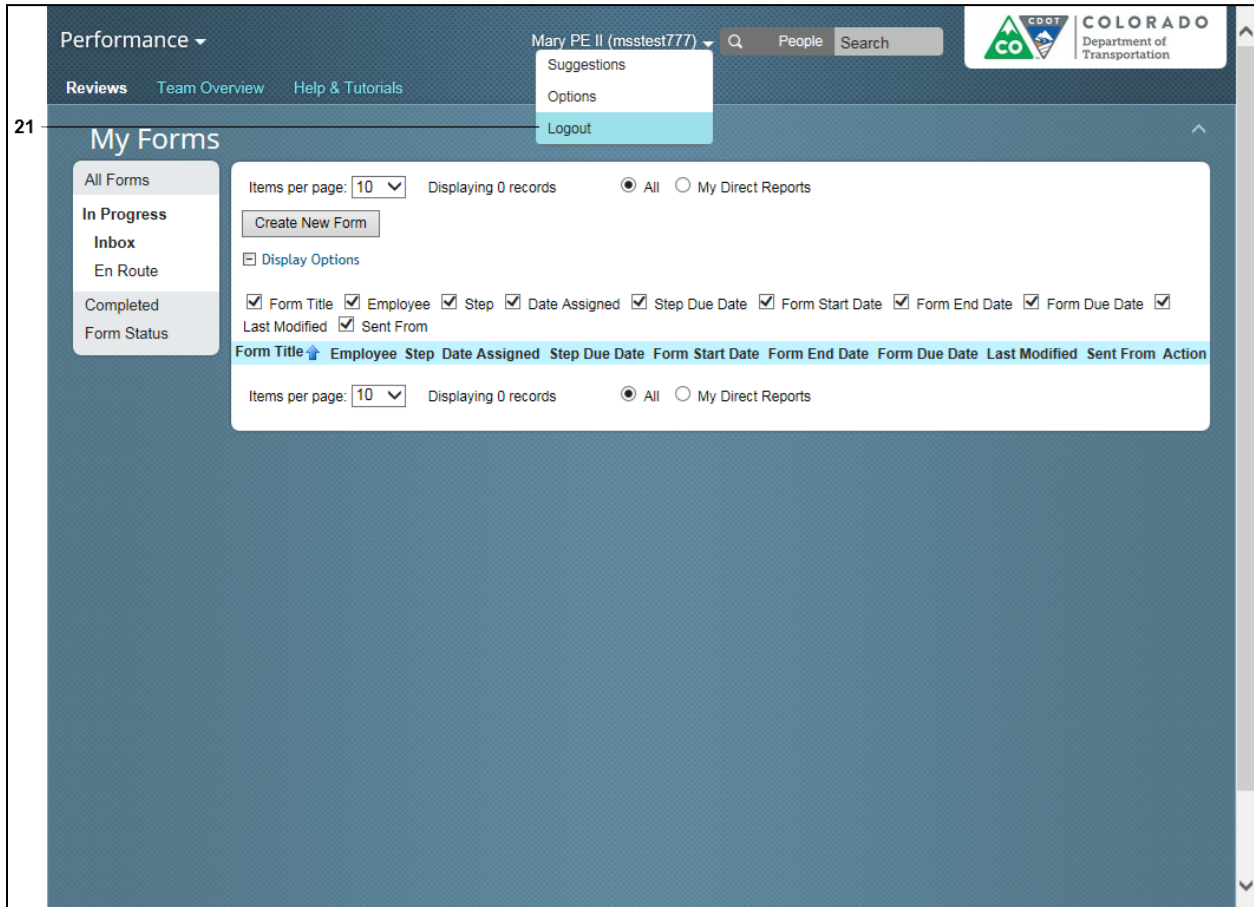 Performance
Mary PE II (msstest777)
People
Search
CDOT
CO
COLORADO
Department of
Transportation
Suggestions
Options
Logout
Reviews
Team Overview
Help & Tutorials
21
My Forms
All Forms
In Progress
Inbox
En Route
Completed
Form Status
Items per page: 10 Displaying 0 records All My Direct Reports
Create New Form
Display Options
Form Title Employee Step Date Assigned Step Due Date Form Start Date Form End Date Form Due Date
Last Modified Sent From
Form Title Employee Step Date Assigned Step Due Date Form Start Date Form End Date Form Due Date Last Modified Sent From Action
Items per page: 10 Displaying 0 records All My Direct Reports